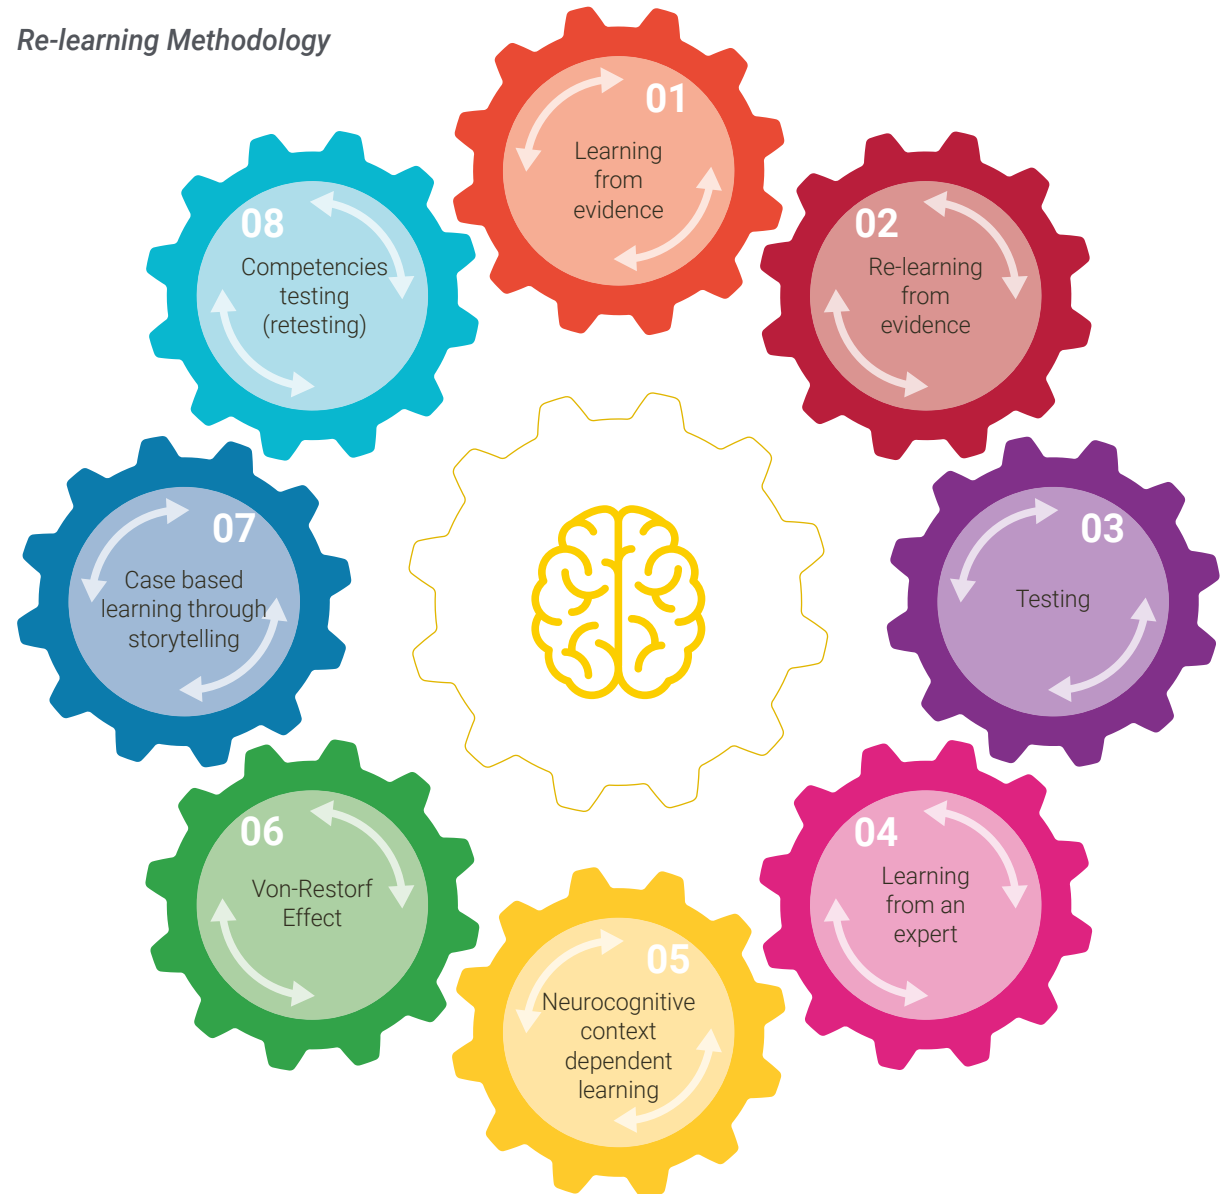 Re-learning Methodology
01
Learning
from
evidence
02
Re-learning
from
evidence
03
Testing
04
Learning
from an
expert
05
Neurocognitive
context
dependent
learning
06
Von-Restorf
Effect
07
Case based
learning through
storytelling
08
Competencies
testing
(retesting)